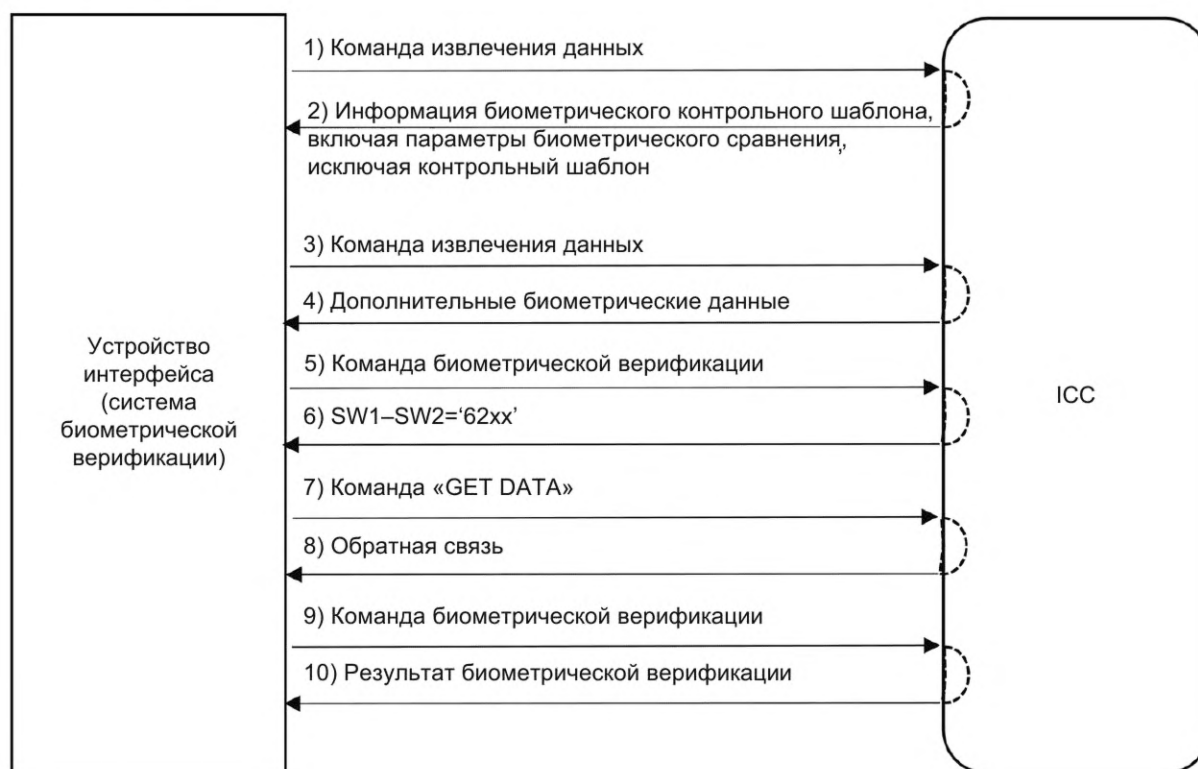 1) Команда извлечения данных
2) Информация биометрического контрольного шаблона,
включая параметры биометрического сравнения,
исключая контрольный шаблон
3) Команда извлечения данных
4) Дополнительные биометрические данные
Устройство
интерфейса
(система
биометрической
верификации)
5) Команда биометрической верификации
6) SW1–SW2=‘62xx’
7) Команда «GET DATA»
8) Обратная связь
9) Команда биометрической верификации
10) Результат биометрической верификации
ICC